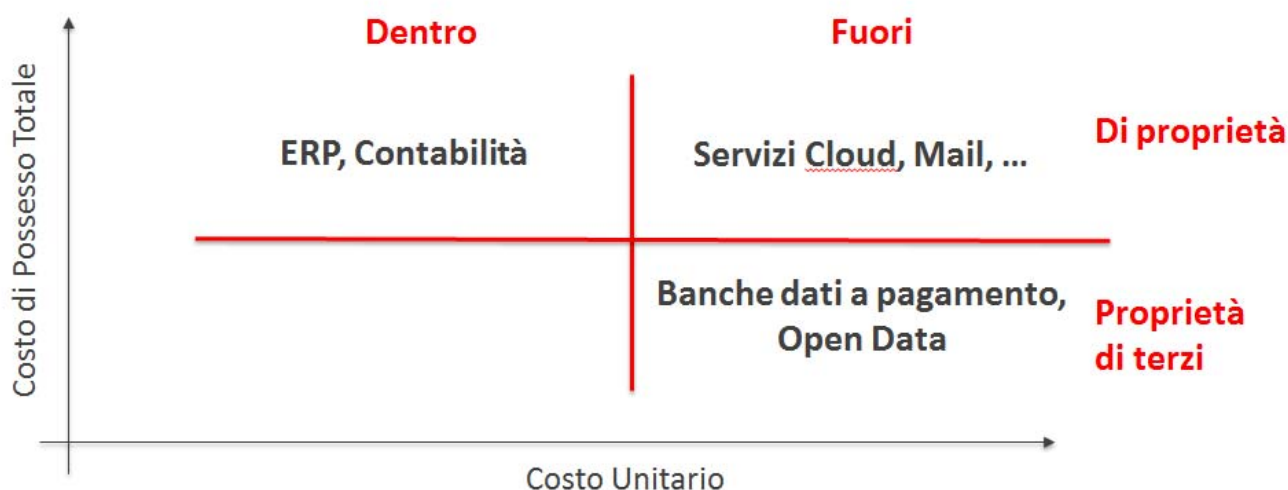 Dentro
Fuori
Costo di Possesso Totale
ERP, Contabilità
Servizi Cloud, Mail, ...
Di proprietà
Banche dati a pagamento,
Open Data
Proprietà
di terzi
Costo Unitario